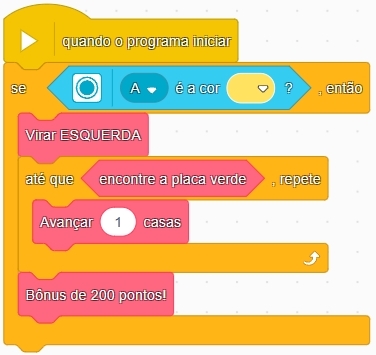 quando o programa iniciar
se A é a cor ? , então
Virar ESQUERDA
até que encontre a placa verde , repete
Avançar 1 casas
Bônus de 200 pontos!